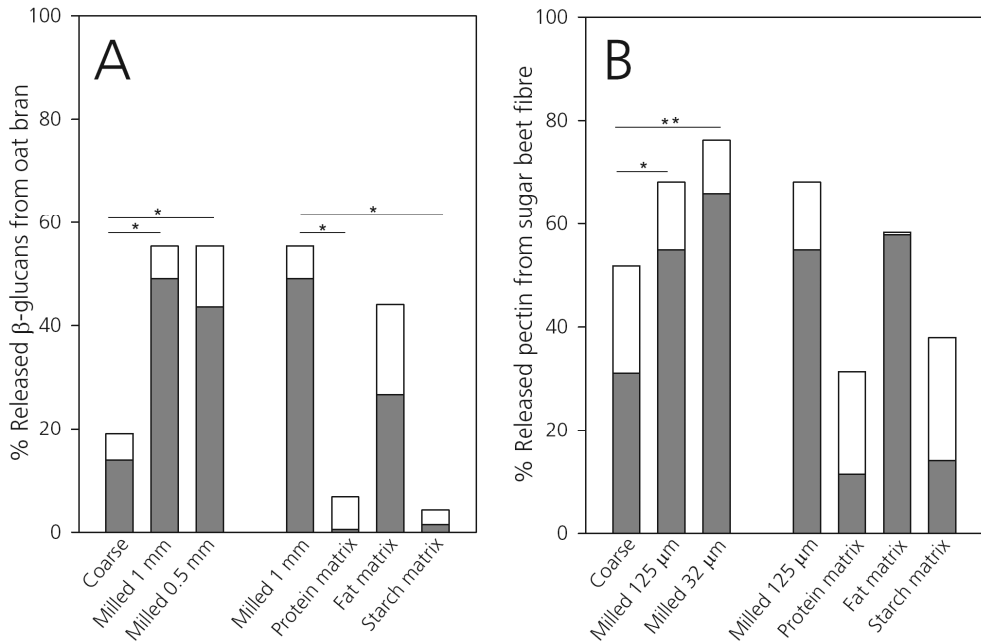 A
% Released β-glucans from oat bran
100
80
60
40
20
0
*
*
*
*
Coarse
Milled 1 mm
Milled 0.5 mm
Milled 1 mm
Protein matrix
Fat matrix
Starch matrix
B
% Released pectin from sugar beet fibre
100
80
60
40
20
0
**
*
Coarse
Milled 125 μm
Milled 32 μm
Milled 125 μm
Protein matrix
Fat matrix
Starch matrix